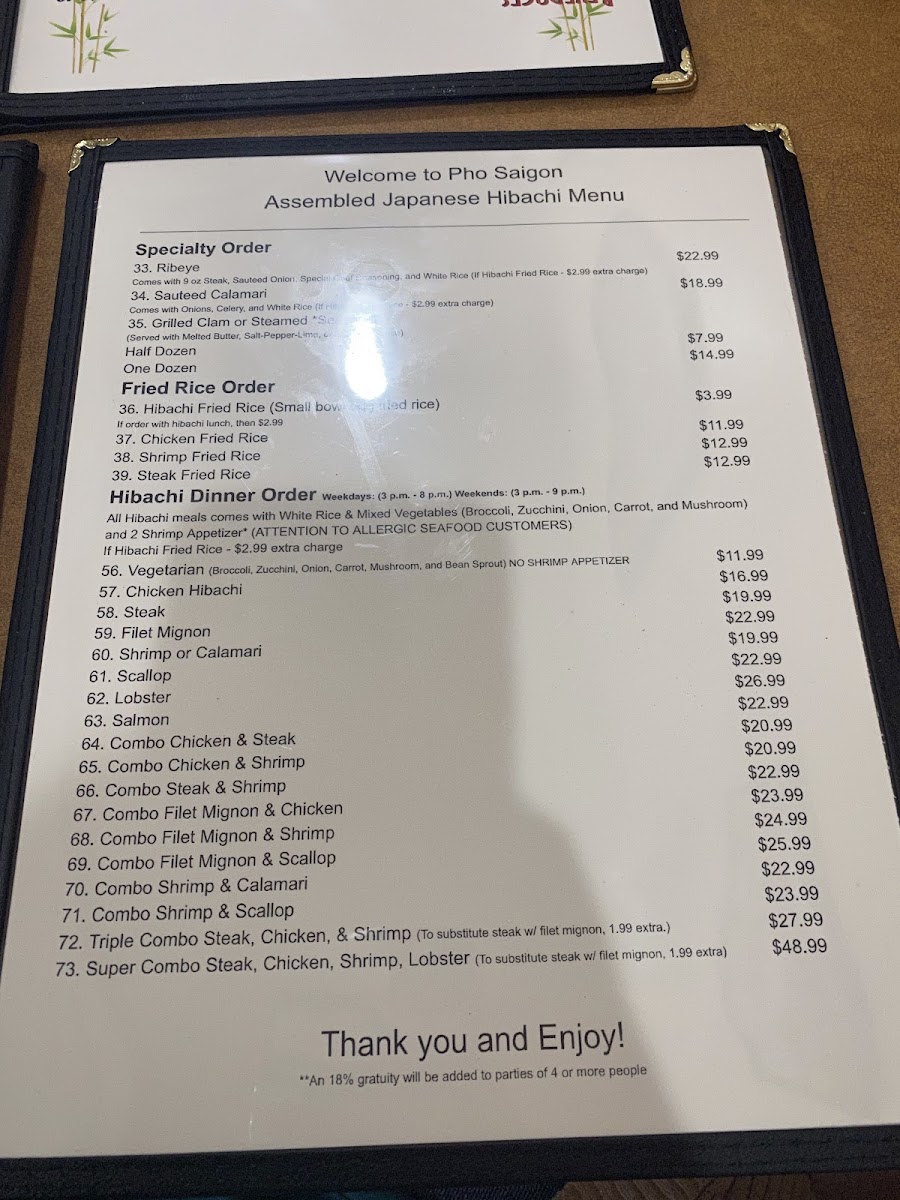 Welcome to Pho Saigon
Assembled Japanese Hibachi Menu
Specialty Order
33. Ribeye $22.99
Comes with 9 oz Steak, Sauteed Onion, Special and White Rice (If Hibachi Fried Rice - $2.99 extra charge)
34. Sauteed Calamari $18.99
Comes with Onions, Celery, and White Rice (If - $2.99 extra charge)
35. Grilled Clam or Steamed
(Served with Melted Butter, Salt-Pepper-Lime,
Half Dozen $7.99
One Dozen $14.99
Fried Rice Order
36. Hibachi Fried Rice (Small bowl fried rice) $3.99
If order with hibachi lunch, then $2.99
37. Chicken Fried Rice $11.99
38. Shrimp Fried Rice $12.99
39. Steak Fried Rice $12.99
Hibachi Dinner Order Weekdays: (3 p.m. - 8 p.m.) Weekends: (3 p.m. - 9 p.m.)
All Hibachi meals comes with White Rice & Mixed Vegetables (Broccoli, Zucchini, Onion, Carrot, and Mushroom)
and 2 Shrimp Appetizer* (ATTENTION TO ALLERGIC SEAFOOD CUSTOMERS)
If Hibachi Fried Rice - $2.99 extra charge
56. Vegetarian (Broccoli, Zucchini, Onion, Carrot, Mushroom, and Bean Sprout) NO SHRIMP APPETIZER $11.99
57. Chicken Hibachi $16.99
58. Steak $19.99
59. Filet Mignon $22.99
60. Shrimp or Calamari $19.99
61. Scallop $22.99
62. Lobster $26.99
63. Salmon $22.99
64. Combo Chicken & Steak $20.99
65. Combo Chicken & Shrimp $20.99
66. Combo Steak & Shrimp $22.99
67. Combo Filet Mignon & Chicken $23.99
68. Combo Filet Mignon & Shrimp $24.99
69. Combo Filet Mignon & Scallop $25.99
70. Combo Shrimp & Calamari $22.99
71. Combo Shrimp & Scallop $23.99
72. Triple Combo Steak, Chicken, & Shrimp (To substitute steak w/ filet mignon, 1.99 extra.) $27.99
73. Super Combo Steak, Chicken, Shrimp, Lobster (To substitute steak w/ filet mignon, 1.99 extra) $48.99
Thank you and Enjoy!
**An 18% gratuity will be added to parties of 4 or more people